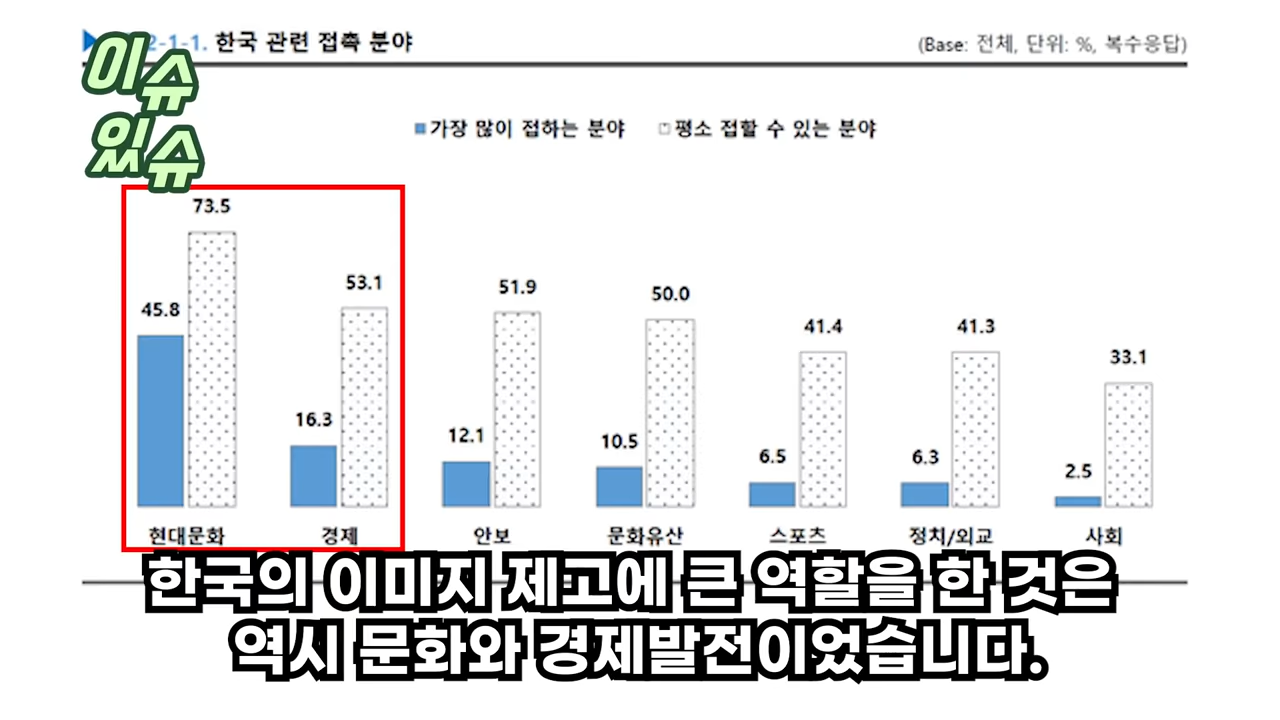 이슈
있슈
2-1-1. 한국 관련 접촉 분야
(Base: 전체, 단위: %, 복수응답)
가장 많이 접하는 분야 평소 접할 수 있는 분야
45.8 73.5
16.3 53.1
12.1 51.9
10.5 50.0
6.5 41.4
6.3 41.3
2.5 33.1
현대문화 경제 안보 문화유산 스포츠 정치/외교 사회
한국의 이미지 제고에 큰 역할을 한 것은
역시 문화와 경제발전이었습니다.